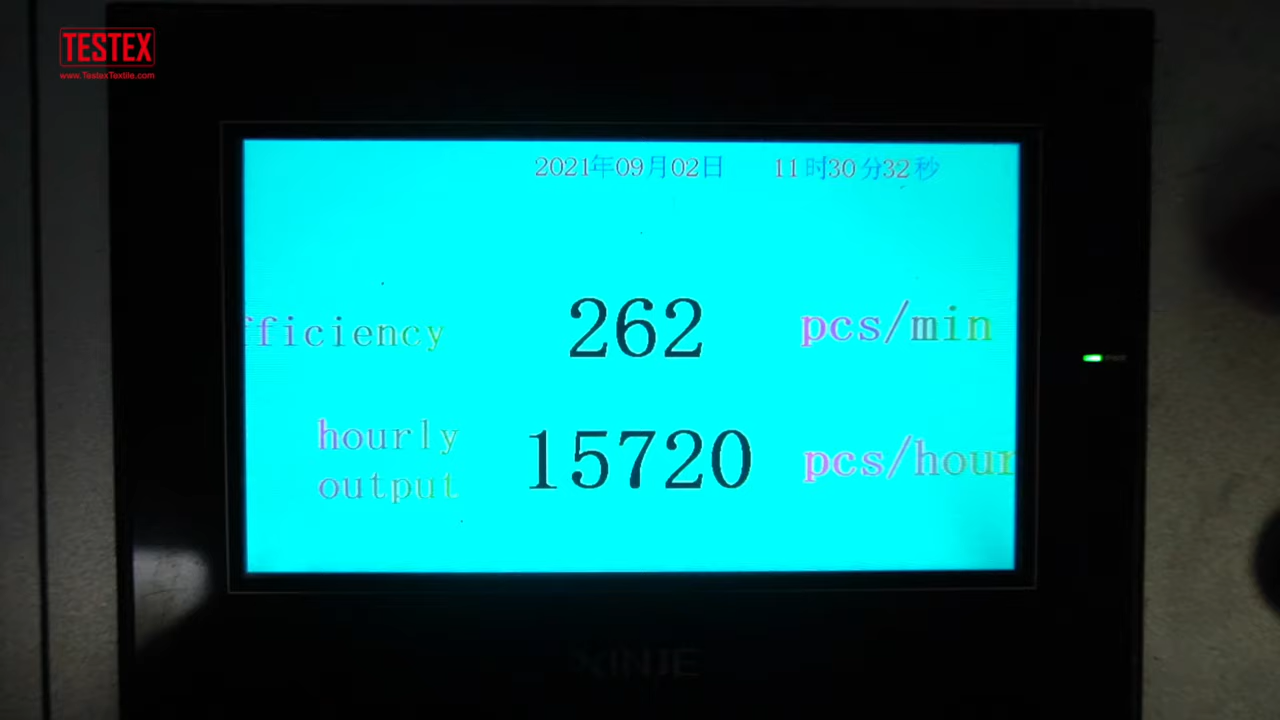 TESTEX
www.TestexTextile.com
2021年09月02日 11时30分32秒
fficiency 262 pcs/min
hourly
output 15720 pcs/hour
XINJE